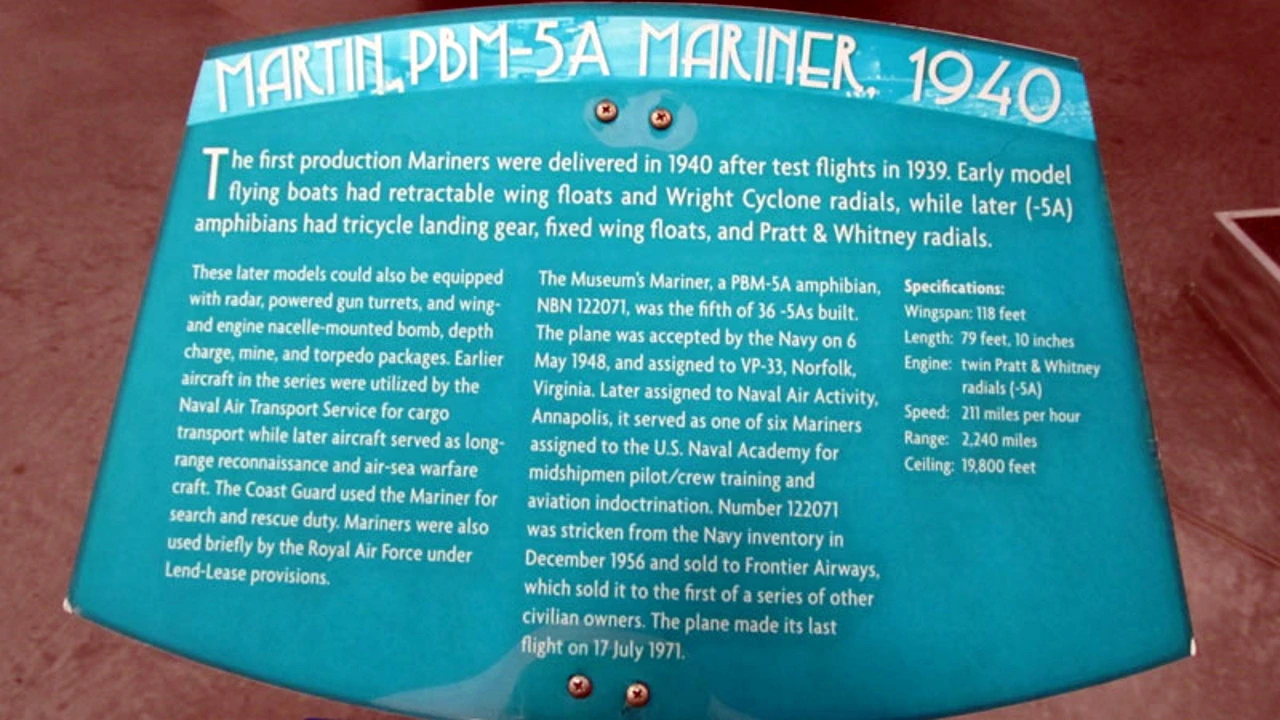 MARTIN PBM-5A MARINER 1940
The first production Mariners were delivered in 1940 after test flights in 1939. Early model
flying boats had retractable wing floats and Wright Cyclone radials, while later (-5A)
amphibians had tricycle landing gear, fixed wing floats, and Pratt & Whitney radials.
These later models could also be equipped
with radar, powered gun turrets, and wing-
and engine nacelle-mounted bomb, depth
charge, mine, and torpedo packages. Earlier
aircraft in the series were utilized by the
Naval Air Transport Service for cargo
transport while later aircraft served as long-
range reconnaissance and air-sea warfare
craft. The Coast Guard used the Mariner for
search and rescue duty. Mariners were also
used briefly by the Royal Air Force under
Lend-Lease provisions.
The Museum's Mariner, a PBM-5A amphibian,
NBN 122071, was the fifth of 36 -5As built.
The plane was accepted by the Navy on 6
May 1948, and assigned to VP-33, Norfolk,
Virginia. Later assigned to Naval Air Activity,
Annapolis, it served as one of six Mariners
assigned to the U.S. Naval Academy for
midshipmen pilot/crew training and
aviation indoctrination. Number 122071
was stricken from the Navy inventory in
December 1956 and sold to Frontier Airways,
which sold it to the first of a series of other
civilian owners. The plane made its last
flight on 17 July 1971.
Specifications:
Wingspan: 118 feet
Length: 79 feet, 10 inches
Engine: twin Pratt & Whitney
radials (-5A)
Speed: 211 miles per hour
Range: 2,240 miles
Ceiling: 19,800 feet